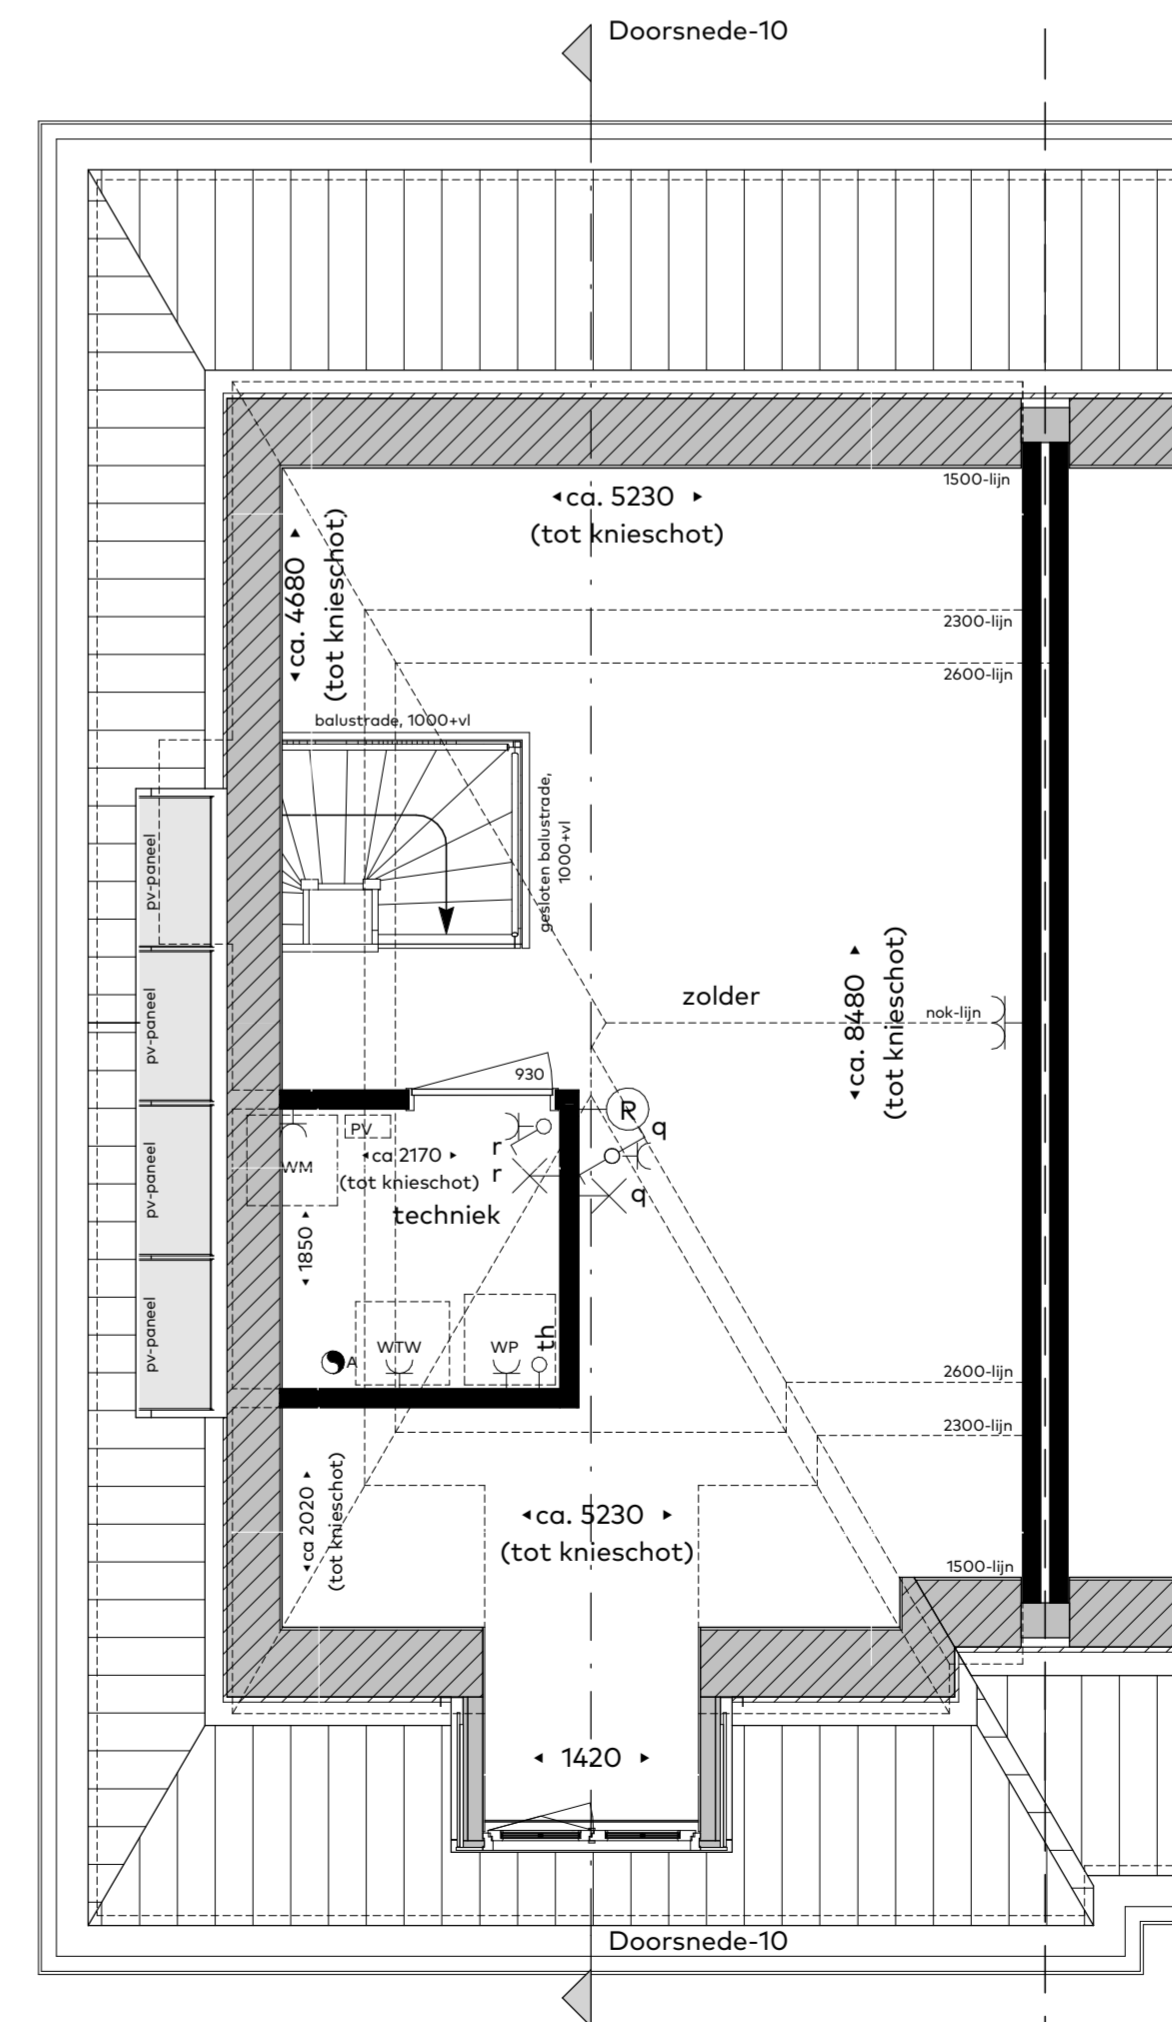 Doorsnede-10
1500-lijn
ca. 5230
(tot knieschot)
ca. 4680
(tot knieschot)
2300-lijn
2600-lijn
balustrade, 1000+vl
gesloten balustrade,
1000+vl
pv-paneel
pv-paneel
pv-paneel
pv-paneel
zolder
nok-lijn
ca. 8480
(tot knieschot)
930
R
q
PV
r
WM
ca 2170
(tot knieschot)
r
q
techniek
1850
WTW
WP
th
A
2600-lijn
2300-lijn
ca 2020
(tot knieschot)
ca. 5230
(tot knieschot)
1500-lijn
1420
Doorsnede-10